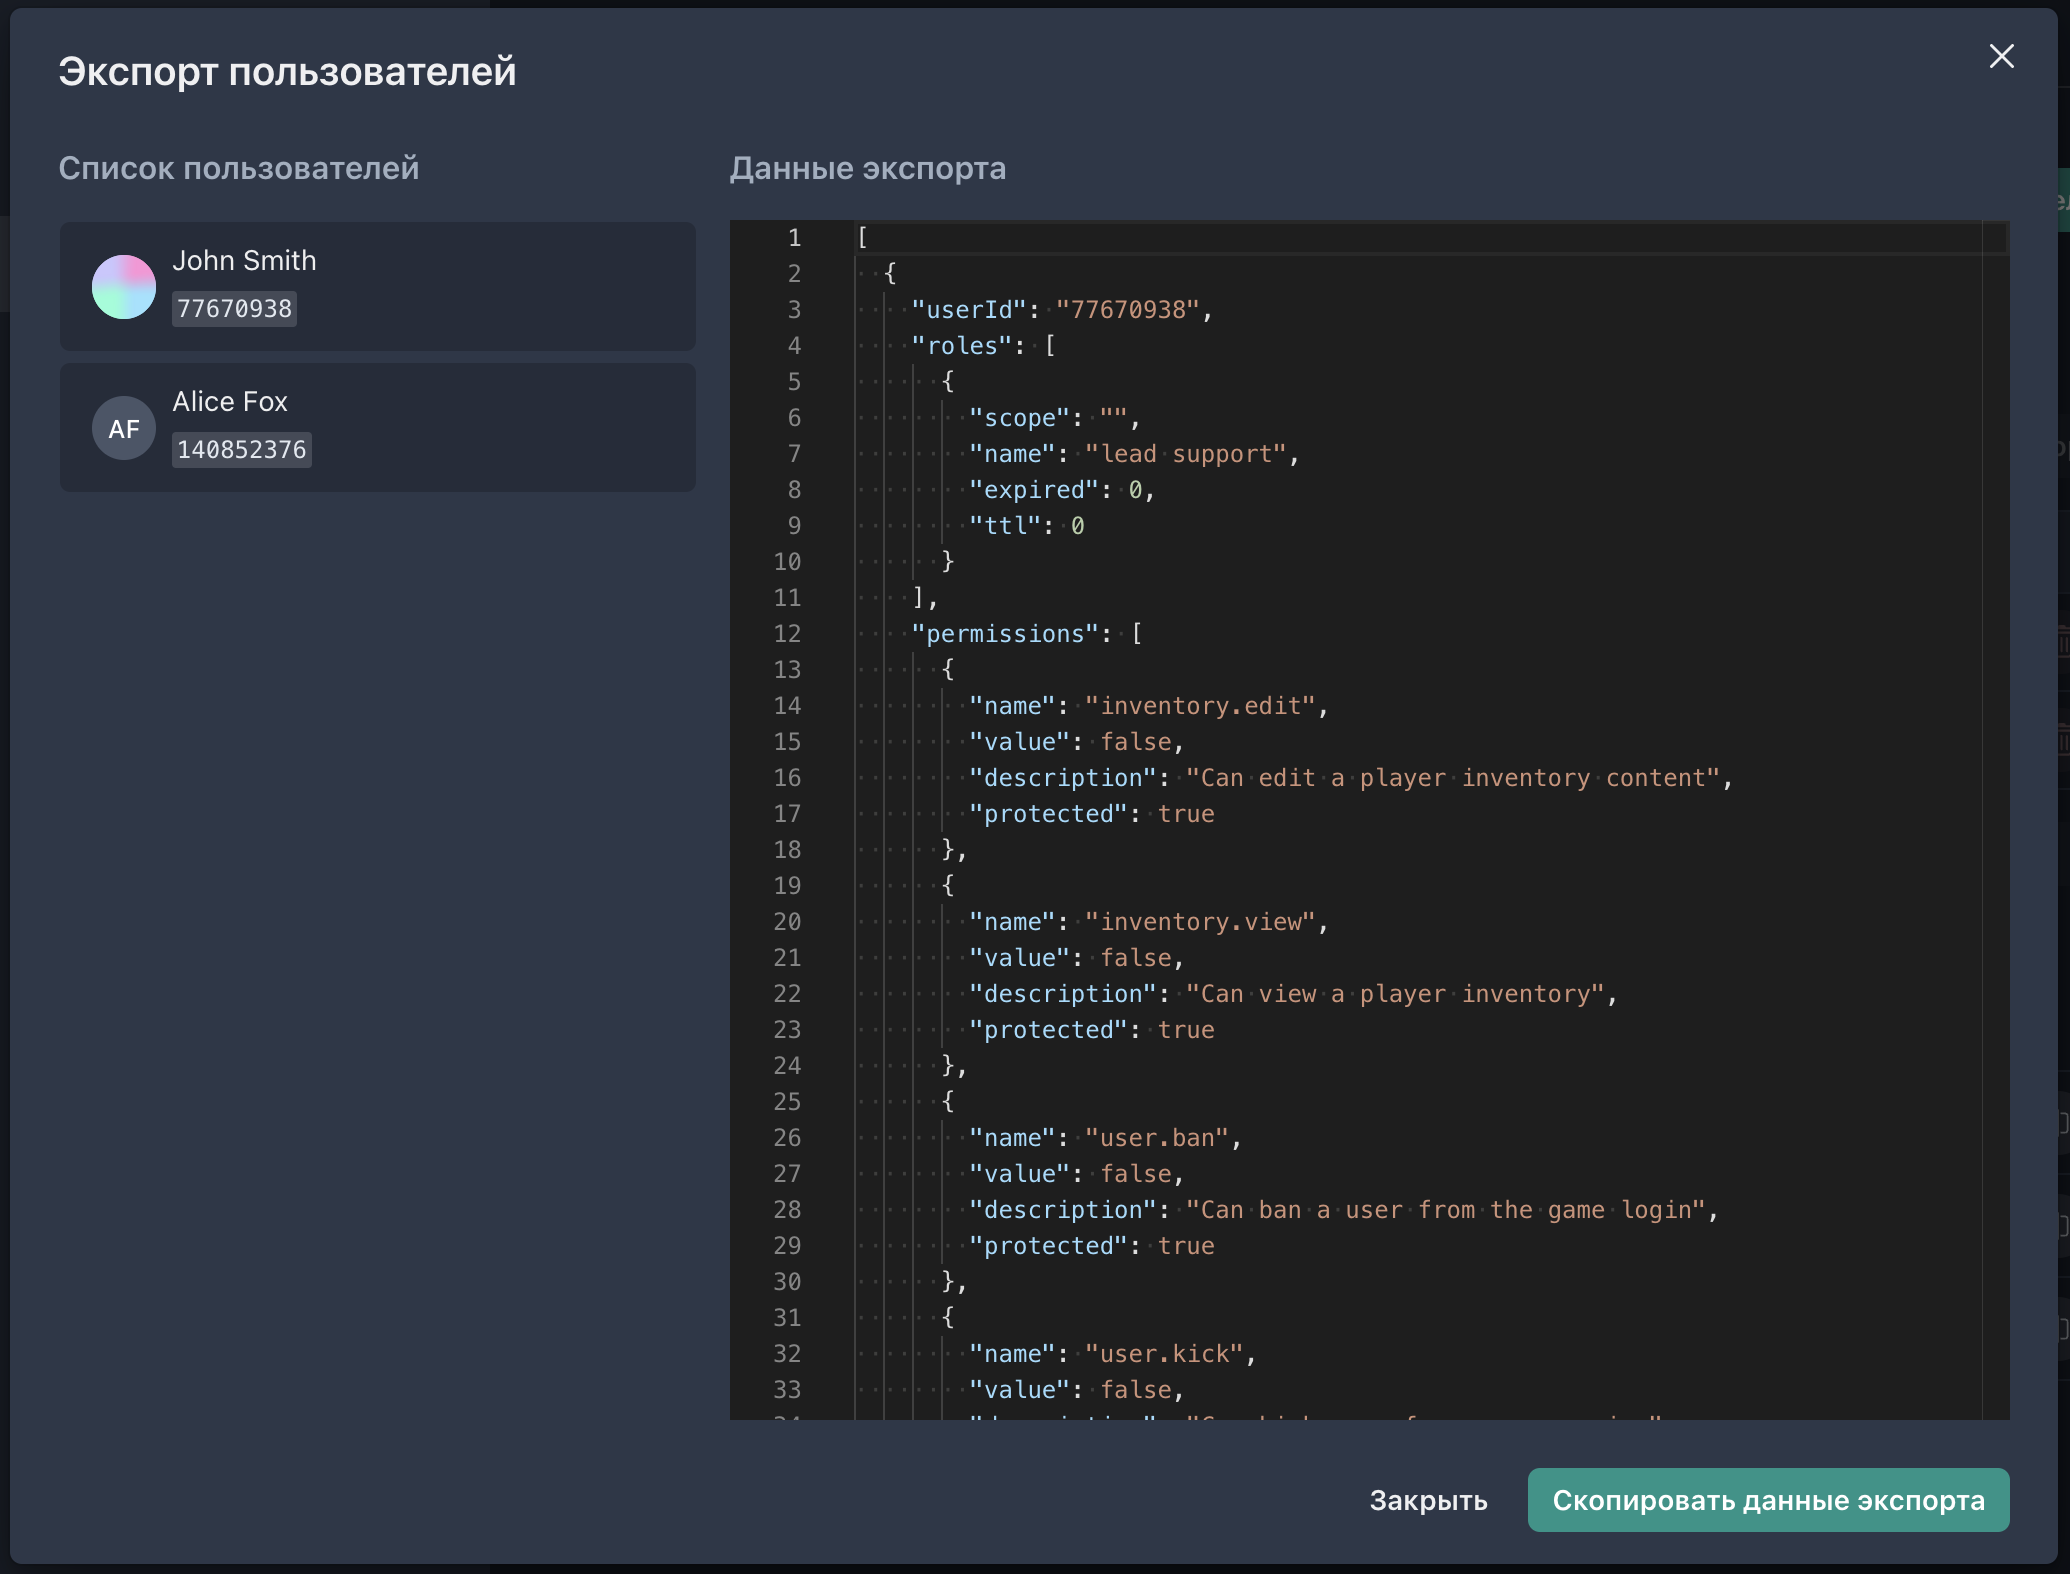 Экспорт пользователей
Список пользователей
John Smith
77670938
AF
Alice Fox
140852376
Данные экспорта
1 [
2   {
3     "userId": "77670938",
4     "roles": [
5       {
6         "scope": "",
7         "name": "lead support",
8         "expired": 0,
9         "ttl": 0
10       }
11     ],
12     "permissions": [
13       {
14         "name": "inventory.edit",
15         "value": false,
16         "description": "Can edit a player inventory content",
17         "protected": true
18       },
19       {
20         "name": "inventory.view",
21         "value": false,
22         "description": "Can view a player inventory",
23         "protected": true
24       },
25       {
26         "name": "user.ban",
27         "value": false,
28         "description": "Can ban a user from the game login",
29         "protected": true
30       },
31       {
32         "name": "user.kick",
33         "value": false,
Закрыть
Скопировать данные экспорта